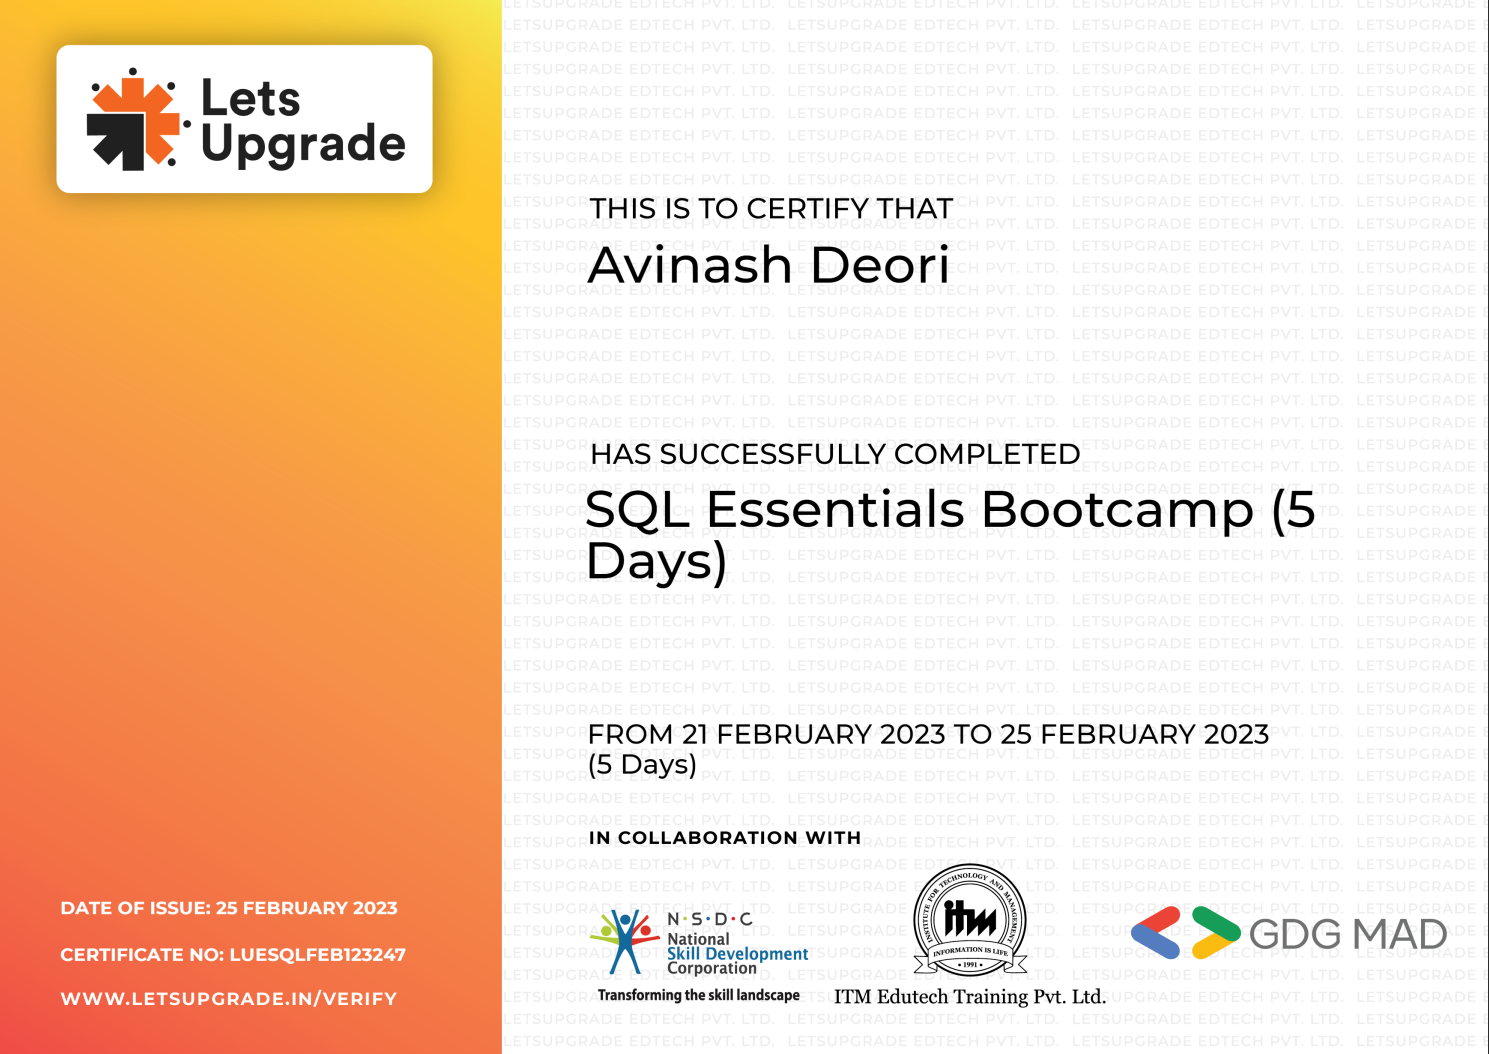 Lets
Upgrade
THIS IS TO CERTIFY THAT
Avinash Deori
HAS SUCCESSFULLY COMPLETED
SQL Essentials Bootcamp (5
Days)
FROM 21 FEBRUARY 2023 TO 25 FEBRUARY 2023
(5 Days)
IN COLLABORATION WITH
N·S·D·C
National
Skill Development
Corporation
Transforming the skill landscape
INSTITUTE FOR TECHNOLOGY AND MANAGEMENT
itm
INFORMATION IS LIFE
• 1991 •
ITM Edutech Training Pvt. Ltd.
GDG MAD
DATE OF ISSUE: 25 FEBRUARY 2023
CERTIFICATE NO: LUESQLFEB123247
WWW.LETSUPGRADE.IN/VERIFY
LETSUPGRADE EDTECH PVT. LTD.